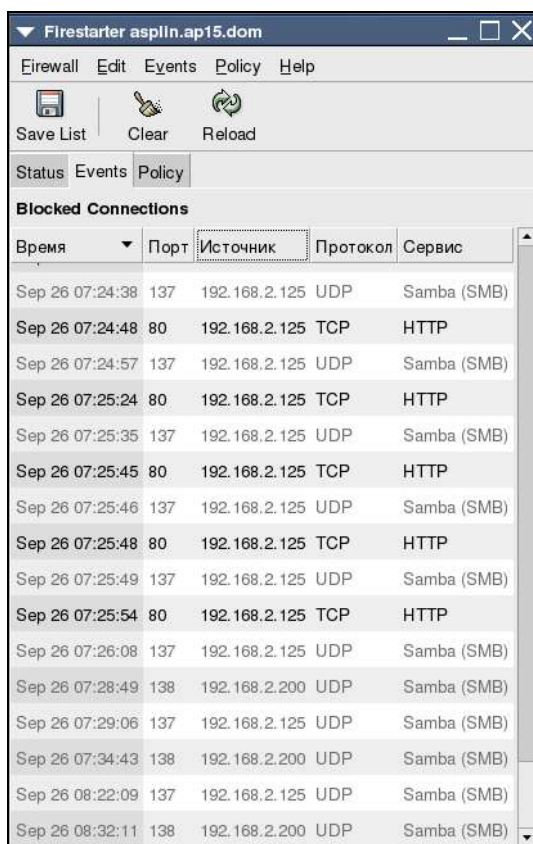 Firestarter asplin.ap15.dom
Firewall Edit Events Policy Help
Save List Clear Reload
Status Events Policy
Blocked Connections
Время Порт Источник Протокол Сервис
Sep 26 07:24:38 137 192.168.2.125 UDP Samba (SMB)
Sep 26 07:24:48 80 192.168.2.125 TCP HTTP
Sep 26 07:24:57 137 192.168.2.125 UDP Samba (SMB)
Sep 26 07:25:24 80 192.168.2.125 TCP HTTP
Sep 26 07:25:35 137 192.168.2.125 UDP Samba (SMB)
Sep 26 07:25:45 80 192.168.2.125 TCP HTTP
Sep 26 07:25:46 137 192.168.2.125 UDP Samba (SMB)
Sep 26 07:25:48 80 192.168.2.125 TCP HTTP
Sep 26 07:25:49 137 192.168.2.125 UDP Samba (SMB)
Sep 26 07:25:54 80 192.168.2.125 TCP HTTP
Sep 26 07:26:08 137 192.168.2.125 UDP Samba (SMB)
Sep 26 07:28:49 138 192.168.2.200 UDP Samba (SMB)
Sep 26 07:29:06 137 192.168.2.125 UDP Samba (SMB)
Sep 26 07:34:43 138 192.168.2.200 UDP Samba (SMB)
Sep 26 08:22:09 137 192.168.2.125 UDP Samba (SMB)
Sep 26 08:32:11 138 192.168.2.200 UDP Samba (SMB)